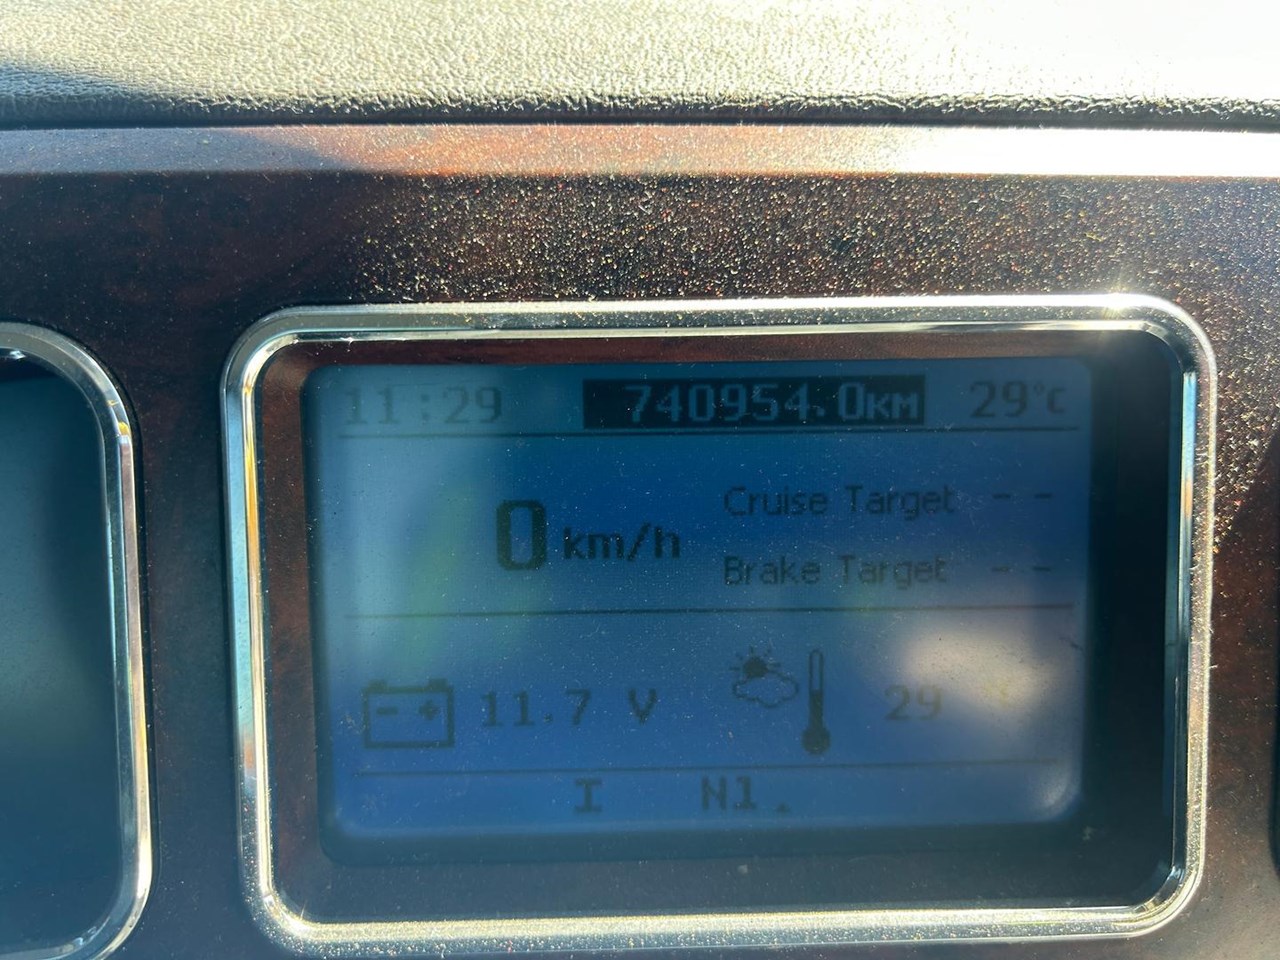 11:29 740954.0KM 29°C
0 km/h
Cruise Target --
Brake Target --
11.7 V 29
I N1.